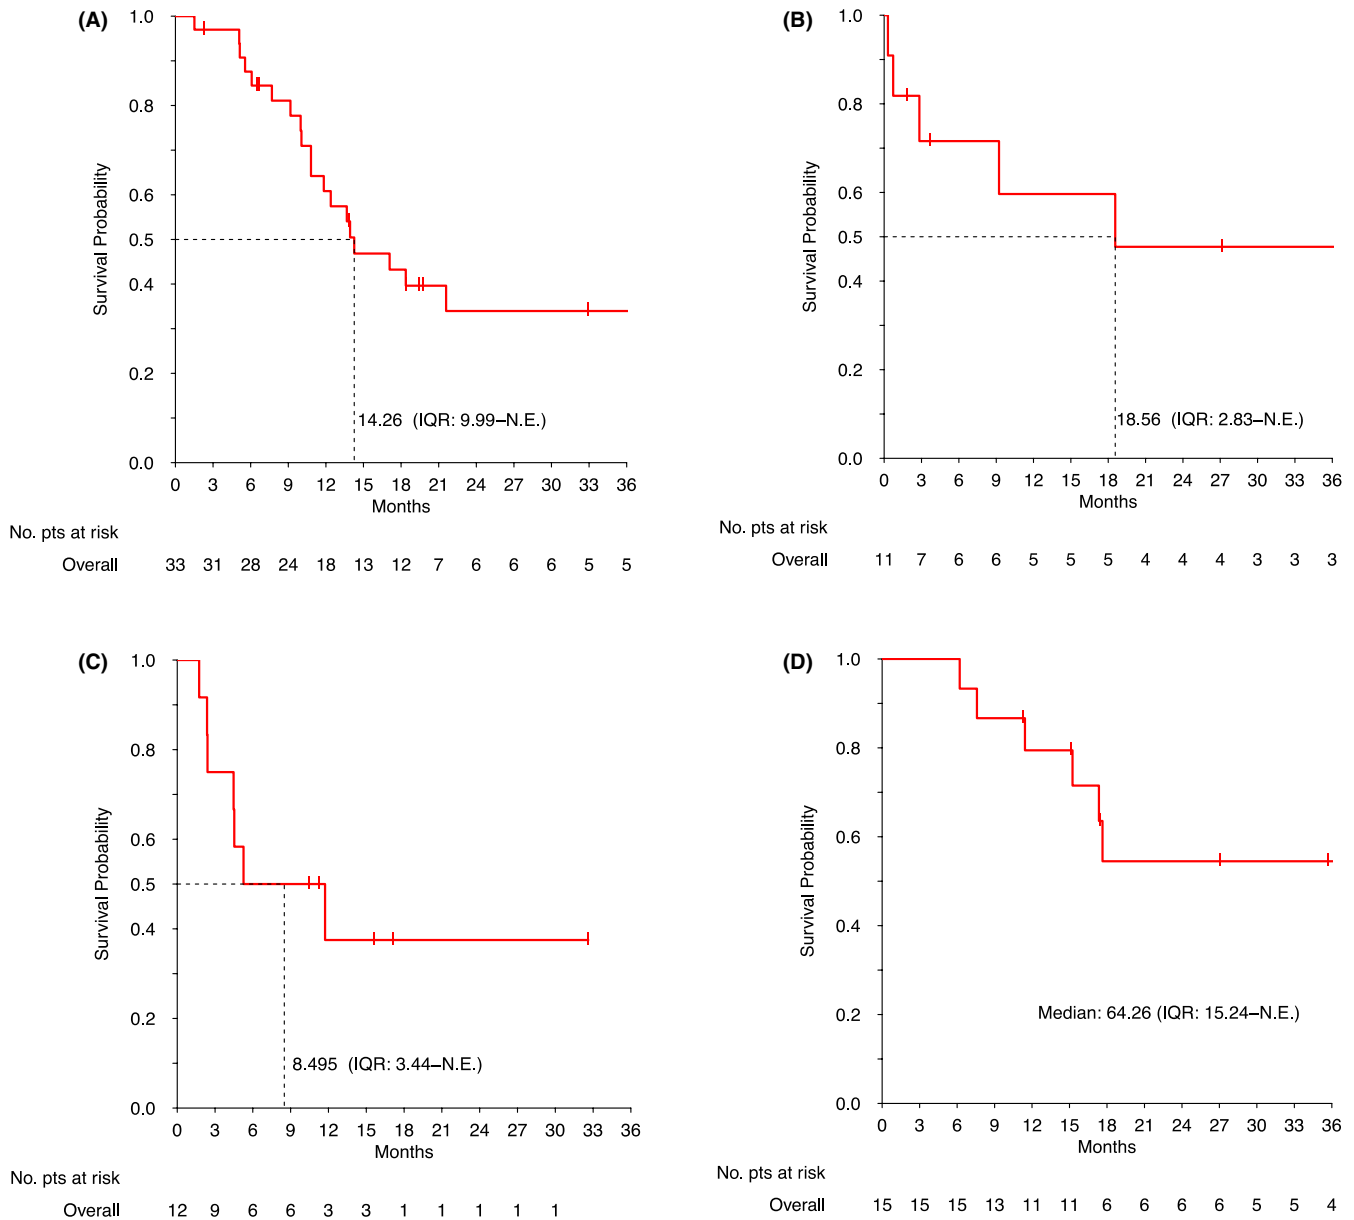 (A)
1.0
0.8
0.6
0.5
0.4
0.2
0.0
Survival Probability
14.26 (IQR: 9.99–N.E.)
0 3 6 9 12 15 18 21 24 27 30 33 36
Months
No. pts at risk
Overall 33 31 28 24 18 13 12 7 6 6 6 5 5
(B)
1.0
0.8
0.6
0.5
0.4
0.2
0.0
Survival Probability
18.56 (IQR: 2.83–N.E.)
0 3 6 9 12 15 18 21 24 27 30 33 36
Months
No. pts at risk
Overall 11 7 6 6 5 5 5 4 4 4 3 3 3
(C)
1.0
0.8
0.6
0.5
0.4
0.2
0.0
Survival Probability
8.495 (IQR: 3.44–N.E.)
0 3 6 9 12 15 18 21 24 27 30 33 36
Months
No. pts at risk
Overall 12 9 6 6 3 3 1 1 1 1 1
(D)
1.0
0.8
0.6
0.5
0.4
0.2
0.0
Survival Probability
Median: 64.26 (IQR: 15.24–N.E.)
0 3 6 9 12 15 18 21 24 27 30 33 36
Months
No. pts at risk
Overall 15 15 15 13 11 11 6 6 6 6 5 5 4